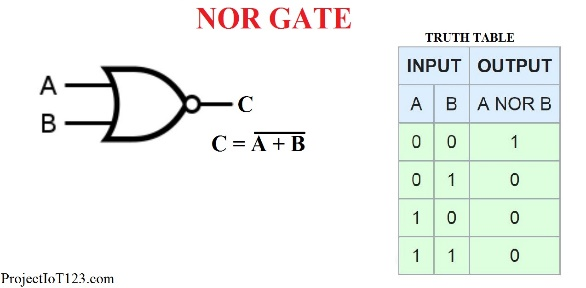 NOR GATE
A
B
C
C = A + B
TRUTH TABLE
INPUT OUTPUT
A B A NOR B
0 0 1
0 1 0
1 0 0
1 1 0
ProjectIoT123.com